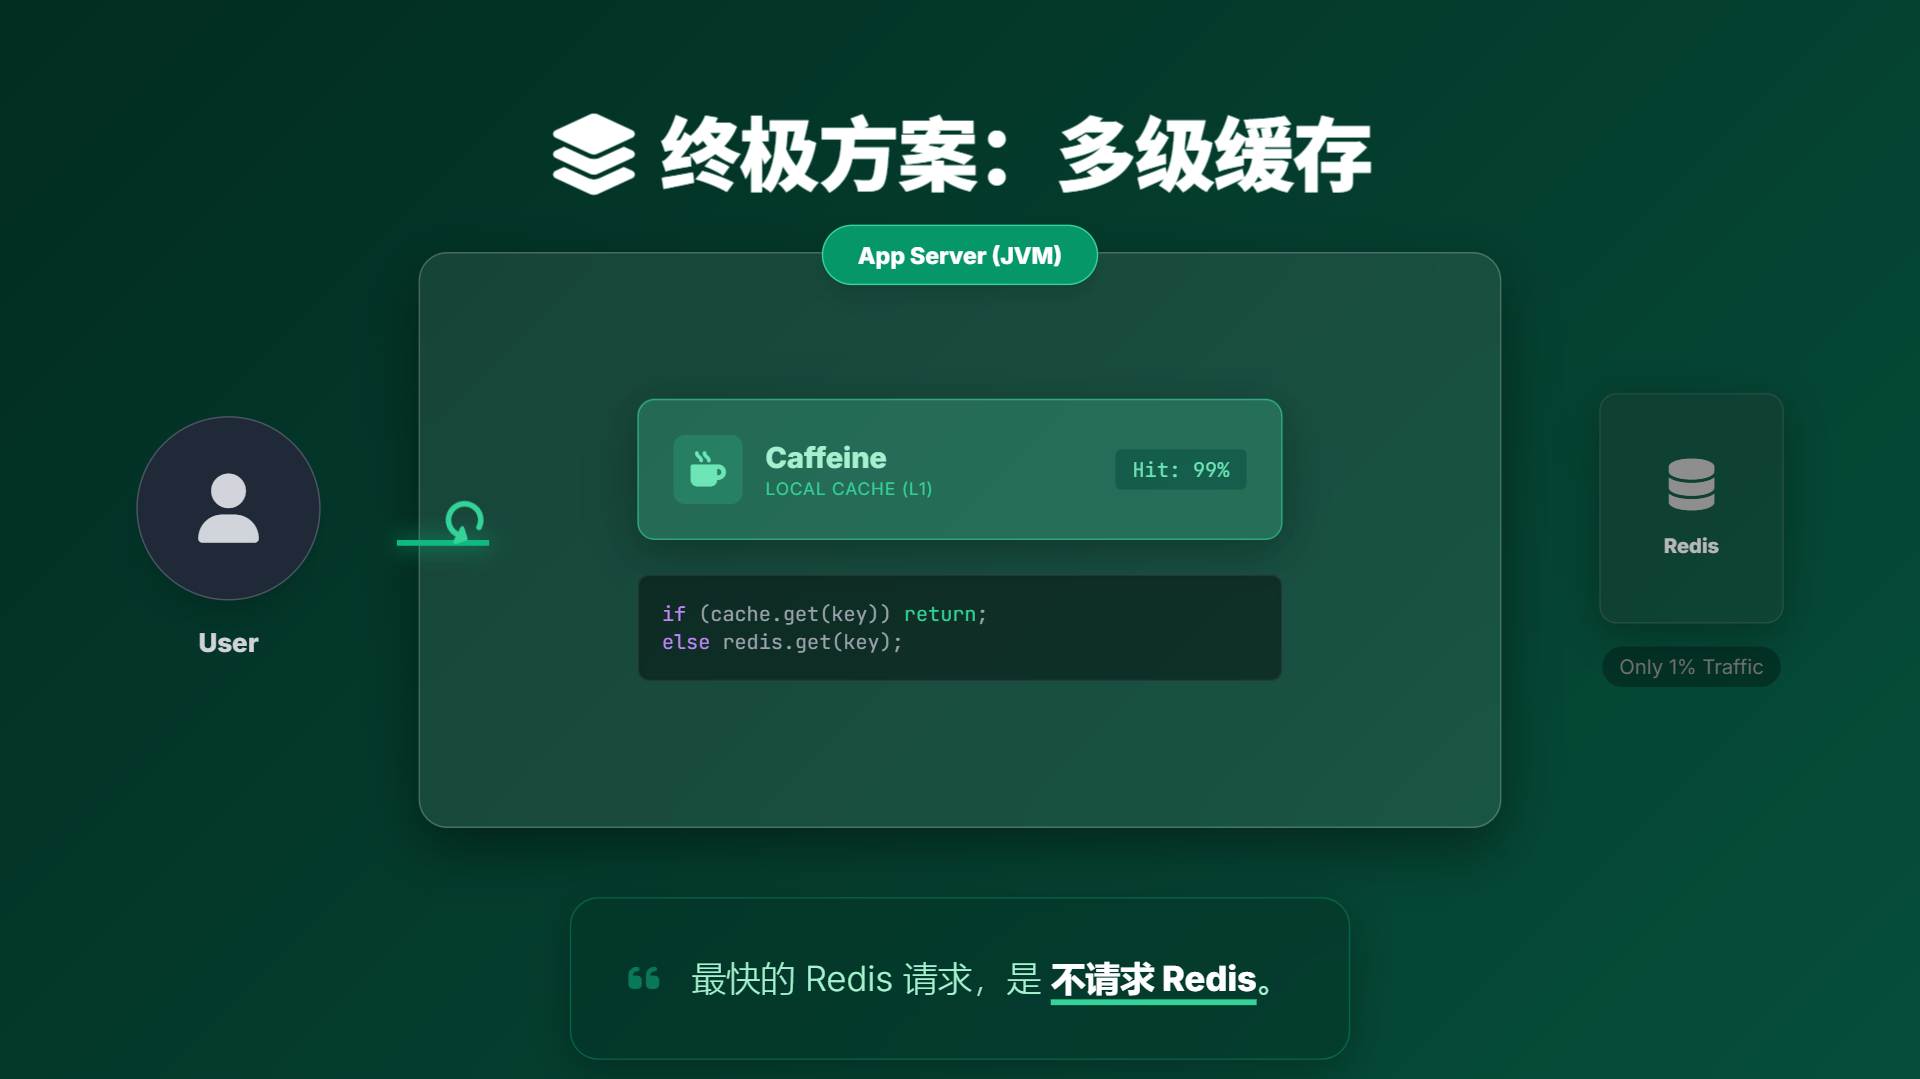 终极方案：多级缓存
App Server (JVM)
Caffeine
LOCAL CACHE (L1)
Hit: 99%
if (cache.get(key)) return;
else redis.get(key);
User
Redis
Only 1% Traffic
最快的 Redis 请求，是 不请求 Redis。